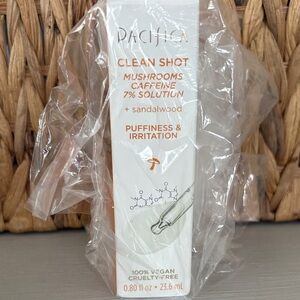 PACIFICA
CLEAN SHOT
MUSHROOMS
CAFFEINE
7% SOLUTION
+ sandalwood
PUFFINESS &
IRRITATION
100% VEGAN
CRUELTY-FREE
0.80 fl oz • 23.6 mL